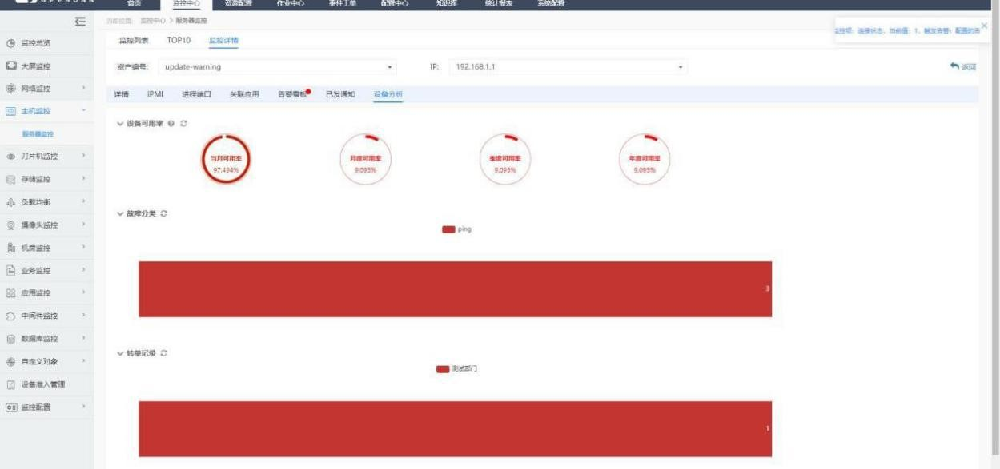 首页 监控中心 资源配置 作业中心 事件工单 配置中心 知识库 统计报表 系统配置
当前位置: 监控中心 > 服务器监控
监控项: 连接状态, 当前值: 1, 触发告警: 配置的告
监控列表 TOP10 监控详情
资产编号: update-warning IP: 192.168.1.1 返回
详情 IPMI 进程端口 关联应用 告警看板 已发通知 设备分析
监控总览
大屏监控
网络监控
主机监控
服务器监控
刀片机监控
存储监控
负载均衡
摄像头监控
机房监控
业务监控
应用监控
中间件监控
数据库监控
自定义对象
设备准入管理
监控配置
设备可用率
当月可用率 月度可用率 季度可用率 年度可用率
97.494% 9.095% 9.095% 9.095%
故障分类
ping
3
转单记录
测试部门
1